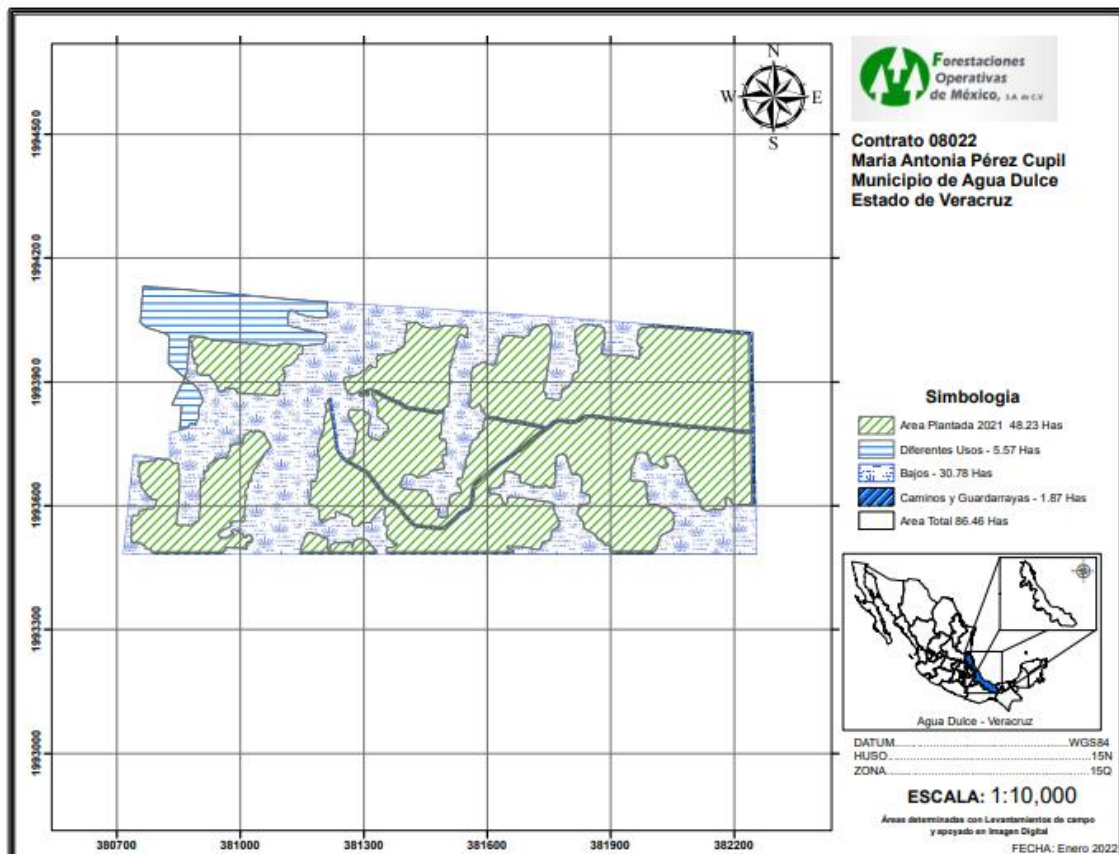 Forestaciones
Operativas
de México, S.A. de C.V.
Contrato 08022
Maria Antonia Pérez Cupil
Municipio de Agua Dulce
Estado de Veracruz
N
W E
S
1994500
1994200
1993900
1993600
1993300
1993000
380700 381000 381300 381600 381900 382200
Simbologia
Area Plantada 2021 48.23 Has
Diferentes Usos - 5.57 Has
Bajos - 30.78 Has
Caminos y Guardarrayas - 1.87 Has
Area Total 86.46 Has
Agua Dulce - Veracruz
DATUM WGS84
HUSO 15N
ZONA 15Q
ESCALA: 1:10,000
Áreas determinadas con Levantamientos de campo
y apoyado en Imagen Digital
FECHA: Enero 2022